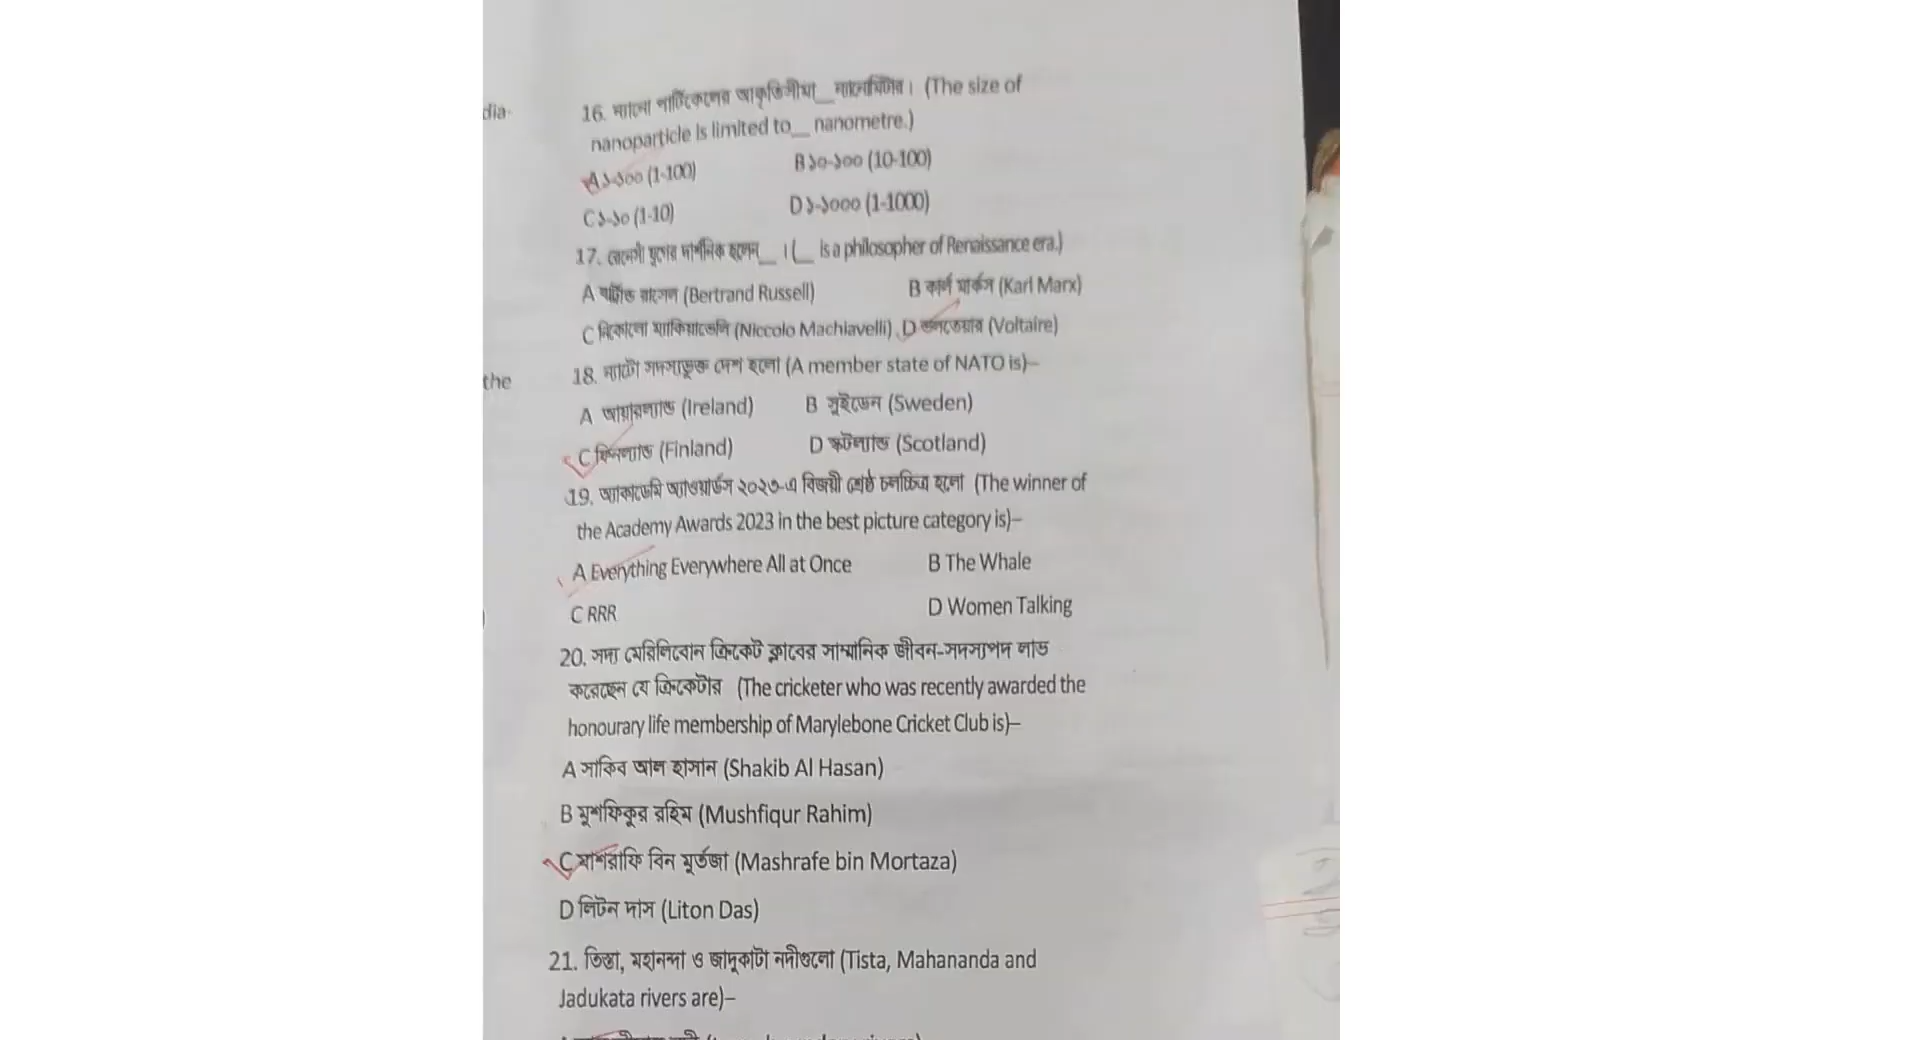 dia-
16. ন্যানো পার্টিকেলের আকৃতিসীমা__ন্যানোমিটার। (The size of
nanoparticle is limited to__ nanometre.)
A ১-১০০ (1-100) B ১০-১০০ (10-100)
C ১-১০ (1-10) D ১-১০০০ (1-1000)
17. রেনেসাঁ যুগের দার্শনিক হলেন__ । (__ is a philosopher of Renaissance era.)
A বার্ট্রান্ড রাসেল (Bertrand Russell) B কার্ল মার্কস (Karl Marx)
C নিকোলো ম্যাকিয়াভেলি (Niccolo Machiavelli) D ভলতেয়ার (Voltaire)
the
18. ন্যাটো সদস্যভুক্ত দেশ হলো (A member state of NATO is)–
A আয়ারল্যান্ড (Ireland) B সুইডেন (Sweden)
C ফিনল্যান্ড (Finland) D স্কটল্যান্ড (Scotland)
19. অ্যাকাডেমি অ্যাওয়ার্ডস ২০২৩-এ বিজয়ী শ্রেষ্ঠ চলচ্চিত্র হলো (The winner of
the Academy Awards 2023 in the best picture category is)–
A Everything Everywhere All at Once B The Whale
C RRR D Women Talking
20. সদ্য মেরিলিবোন ক্রিকেট ক্লাবের সাম্মানিক জীবন-সদস্যপদ লাভ
করেছেন যে ক্রিকেটার (The cricketer who was recently awarded the
honourary life membership of Marylebone Cricket Club is)–
A সাকিব আল হাসান (Shakib Al Hasan)
B মুশফিকুর রহিম (Mushfiqur Rahim)
C মাশরাফি বিন মুর্তজা (Mashrafe bin Mortaza)
D লিটন দাস (Liton Das)
21. তিস্তা, মহানন্দা ও জাদুকাটা নদীগুলো (Tista, Mahananda and
Jadukata rivers are)–